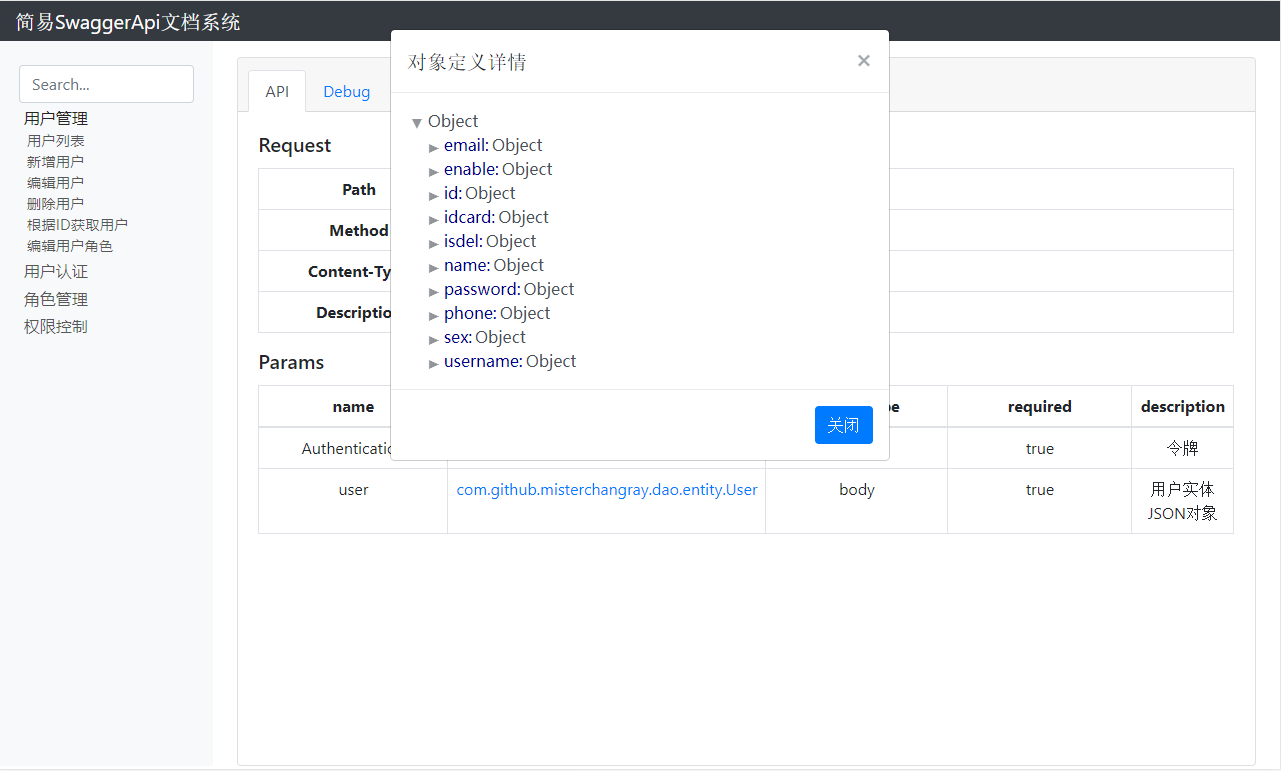 简易SwaggerApi文档系统
Search...
用户管理
用户列表
新增用户
编辑用户
删除用户
根据ID获取用户
编辑用户角色
用户认证
角色管理
权限控制
API
Debug
对象定义详情
×
▼ Object
▶ email: Object
▶ enable: Object
▶ id: Object
▶ idcard: Object
▶ isdel: Object
▶ name: Object
▶ password: Object
▶ phone: Object
▶ sex: Object
▶ username: Object
关闭
Request
Path
Method
Content-Ty
Descriptio
Params
name pe required description
Authenticatio true 令牌
user com.github.misterchangray.dao.entity.User body true 用户实体
JSON对象